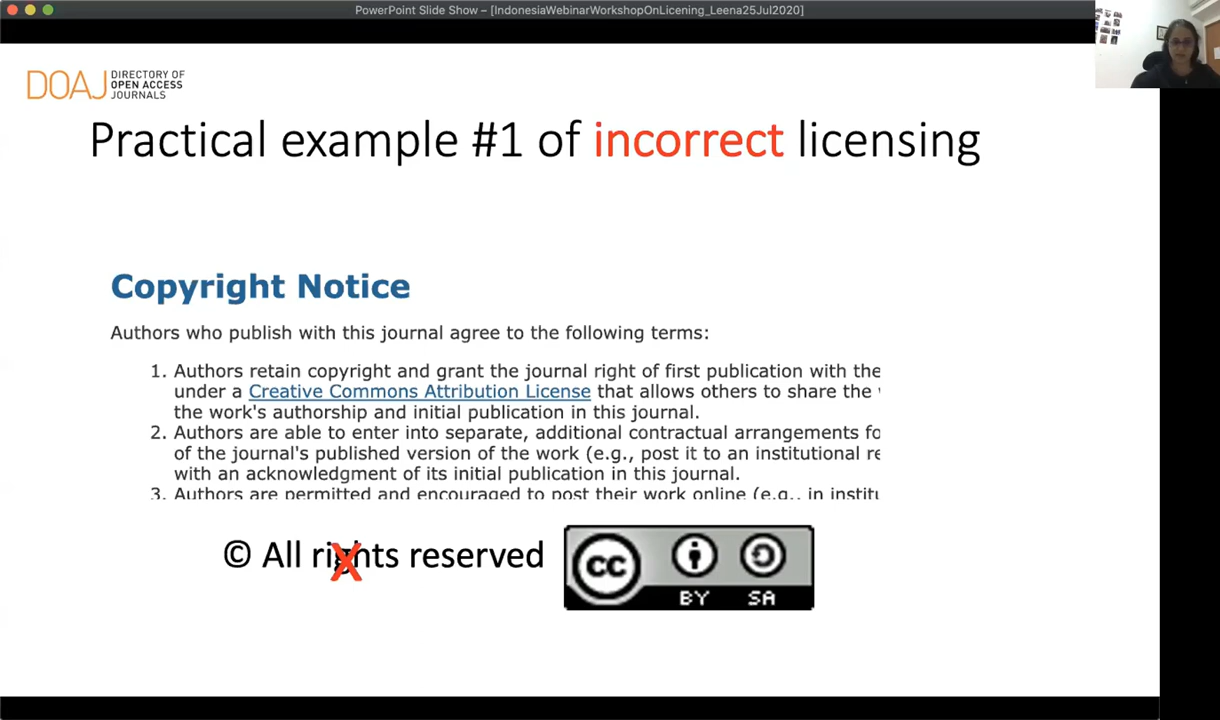 PowerPoint Slide Show – [IndonesiaWebinarWorkshopOnLicening_Leena25Jul2020]
DOAJ DIRECTORY OF
OPEN ACCESS
JOURNALS
Practical example #1 of incorrect licensing
Copyright Notice
Authors who publish with this journal agree to the following terms:
1. Authors retain copyright and grant the journal right of first publication with the
under a Creative Commons Attribution License that allows others to share the
the work's authorship and initial publication in this journal.
2. Authors are able to enter into separate, additional contractual arrangements fo
of the journal's published version of the work (e.g., post it to an institutional re
with an acknowledgment of its initial publication in this journal.
3. Authors are permitted and encouraged to post their work online (e.g., in institu
© All rights reserved
X
CC
BY SA